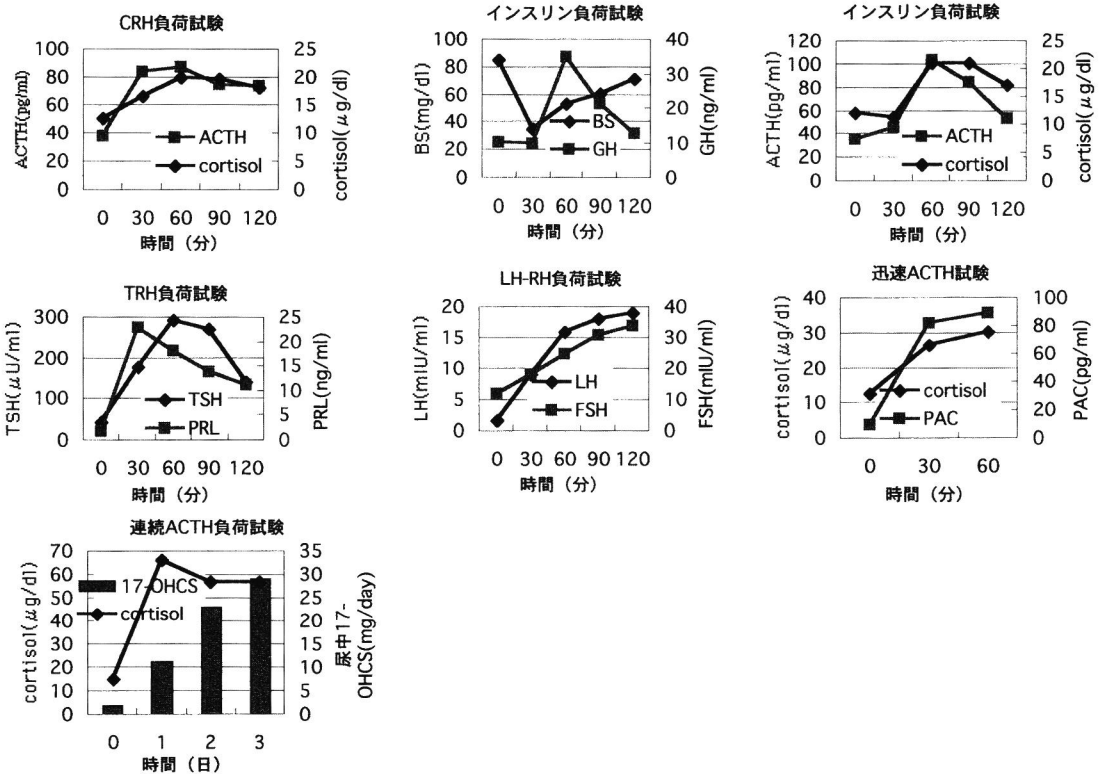 CRH負荷試験
ACTH(pg/ml)
100
80
60
40
20
0
ACTH
cortisol
25
20
15
10
5
0
cortisol(μg/dl)
0 30 60 90 120
時間（分）
インスリン負荷試験
BS(mg/dl)
100
80
60
40
20
0
BS
GH
40
30
20
10
0
GH(ng/ml)
0 30 60 90 120
時間（分）
インスリン負荷試験
ACTH(pg/ml)
120
100
80
60
40
20
0
ACTH
cortisol
25
20
15
10
5
0
cortisol(μg/dl)
0 30 60 90 120
時間（分）
TRH負荷試験
TSH(μU/ml)
300
200
100
0
TSH
PRL
25
20
15
10
5
0
PRL(ng/ml)
0 30 60 90 120
時間（分）
LH-RH負荷試験
LH(mIU/ml)
20
15
10
5
0
LH
FSH
40
30
20
10
0
FSH(mIU/ml)
0 30 60 90 120
時間（分）
迅速ACTH試験
cortisol(μg/dl)
40
30
20
10
0
cortisol
PAC
100
80
60
40
20
0
PAC(pg/ml)
0 30 60
時間（分）
連続ACTH負荷試験
cortisol(μg/dl)
70
60
50
40
30
20
10
0
17-OHCS
cortisol
35
30
25
20
15
10
5
0
尿中17-
OHCS(mg/day)
0 1 2 3
時間（日）